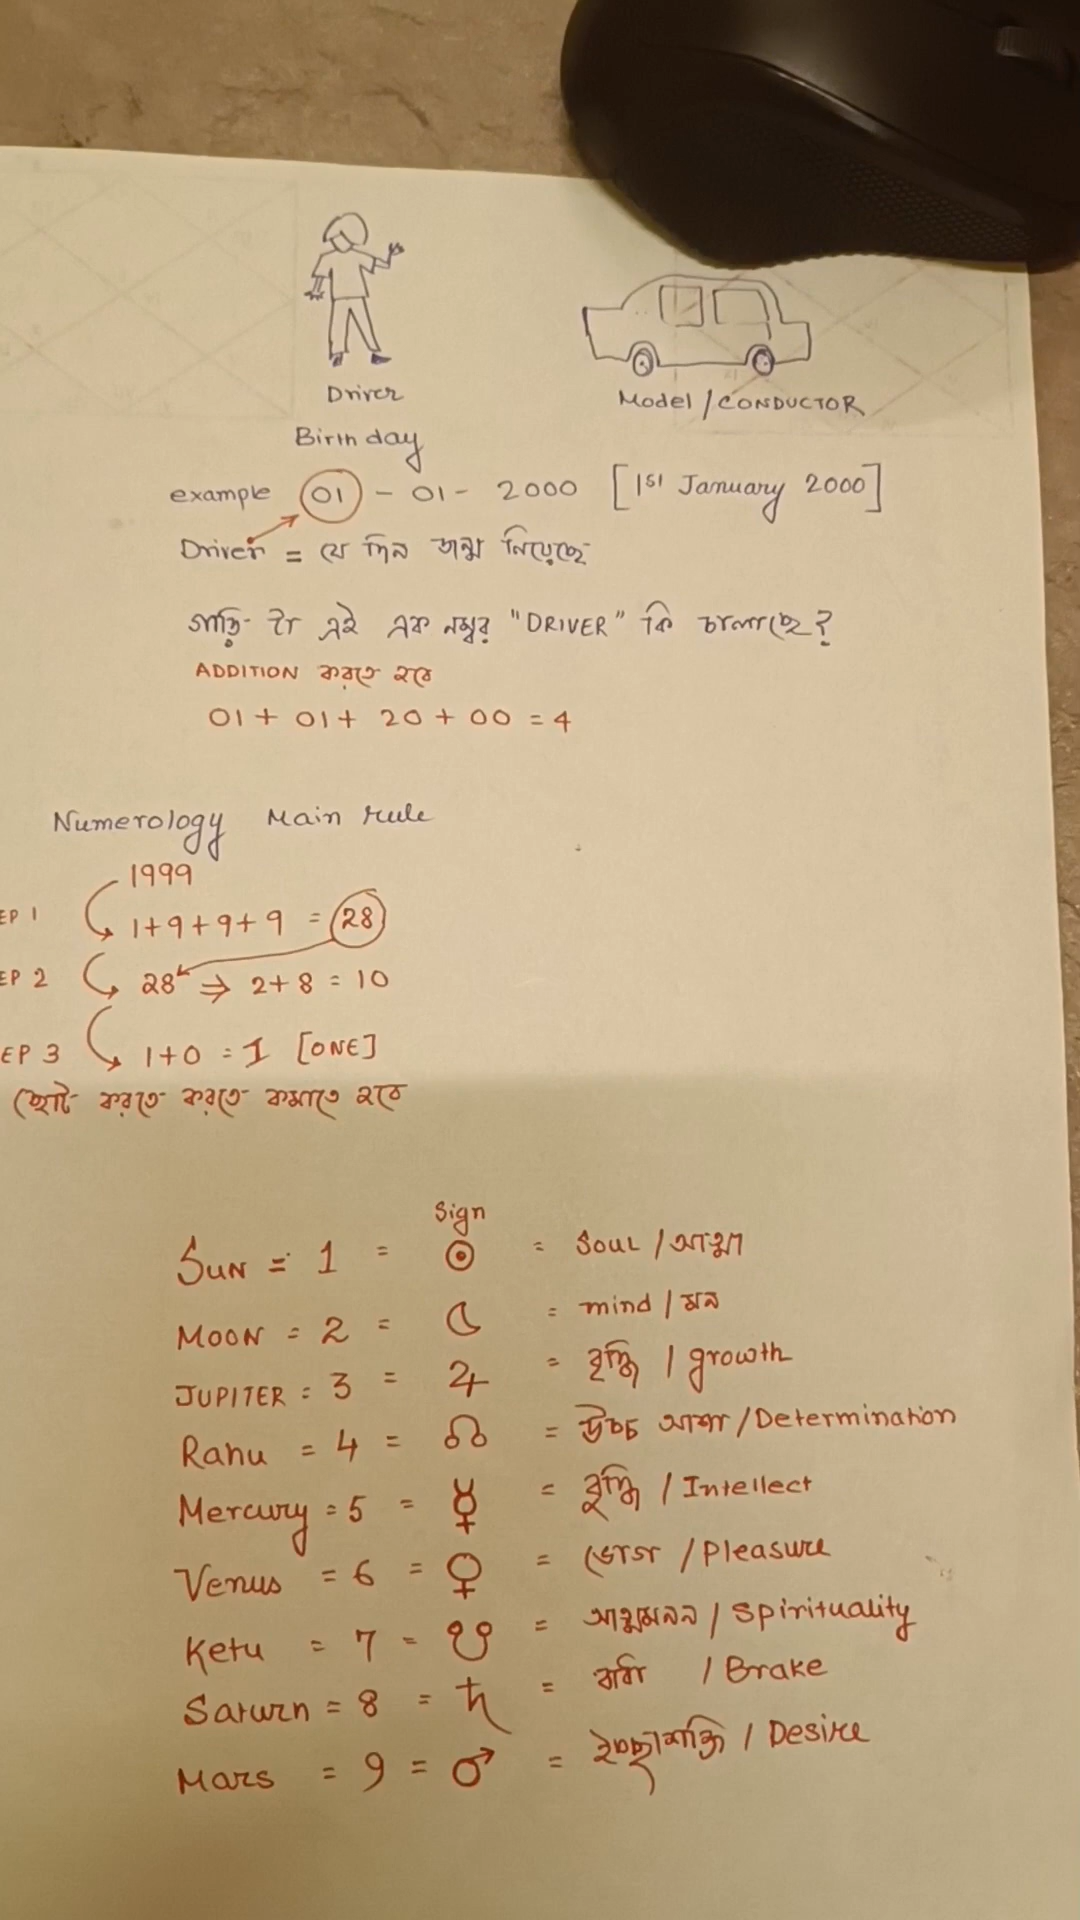 Driver
Model / CONDUCTOR
Birthday
example 01 - 01 - 2000 [1st January 2000]
Driver = যে দিন জন্ম নিয়েছে
গাড়ি টা এই এক নম্বর "DRIVER" কি চালাচ্ছে?
ADDITION করতে হবে
01 + 01 + 20 + 00 = 4
Numerology Main rule
1999
EP 1 1+9+9+9 = 28
EP 2 28 ⇒ 2+8 = 10
EP 3 1+0 = 1 [ONE]
ছোট করতে করতে কমাতে হবে
Sign
SUN = 1 = ☉ = SOUL / আত্মা
MOON = 2 = ☾ = mind / মন
JUPITER = 3 = ♃ = বৃদ্ধি / growth
Rahu = 4 = ☊ = উচ্চ আশা / Determination
Mercury = 5 = ☿ = বুদ্ধি / Intellect
Venus = 6 = ♀ = ভোগ / Pleasure
Ketu = 7 = ☋ = আত্মমনন / Spirituality
Saturn = 8 = ♄ = বাধা / Brake
Mars = 9 = ♂ = ইচ্ছাশক্তি / Desire